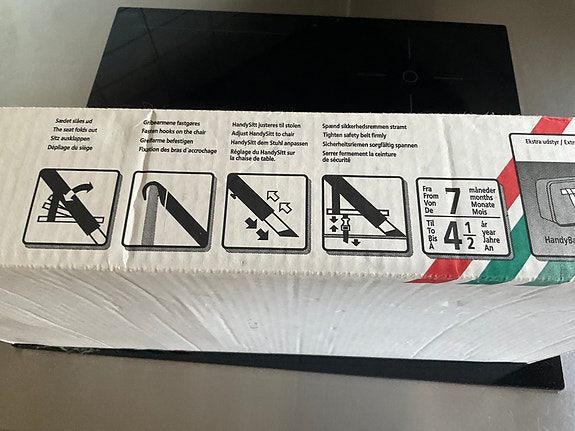 Sædet slåes ud
The seat folds out
Sitz ausklappen
Dépliage du siège
Gribearmene fastgøres
Fasten hooks on the chair
Greifarme befestigen
Fixation des bras d'accrochage
HandySitt justeres til stolen
Adjust HandySitt to chair
HandySitt dem Stuhl anpassen
Réglage du HandySitt sur
la chaise de table.
Spænd sikkerhedsremmen stramt
Tighten safety belt firmly
Sicherheitsriemen sorgfältig spannen
Serrer fermement la ceinture
de sécurité
Fra
From
Von
De
7
måneder
months
Monate
Mois
Til
To
Bis
À
4 1/2
år
year
Jahre
An
Ekstra udstyr | Extr
HandyBa